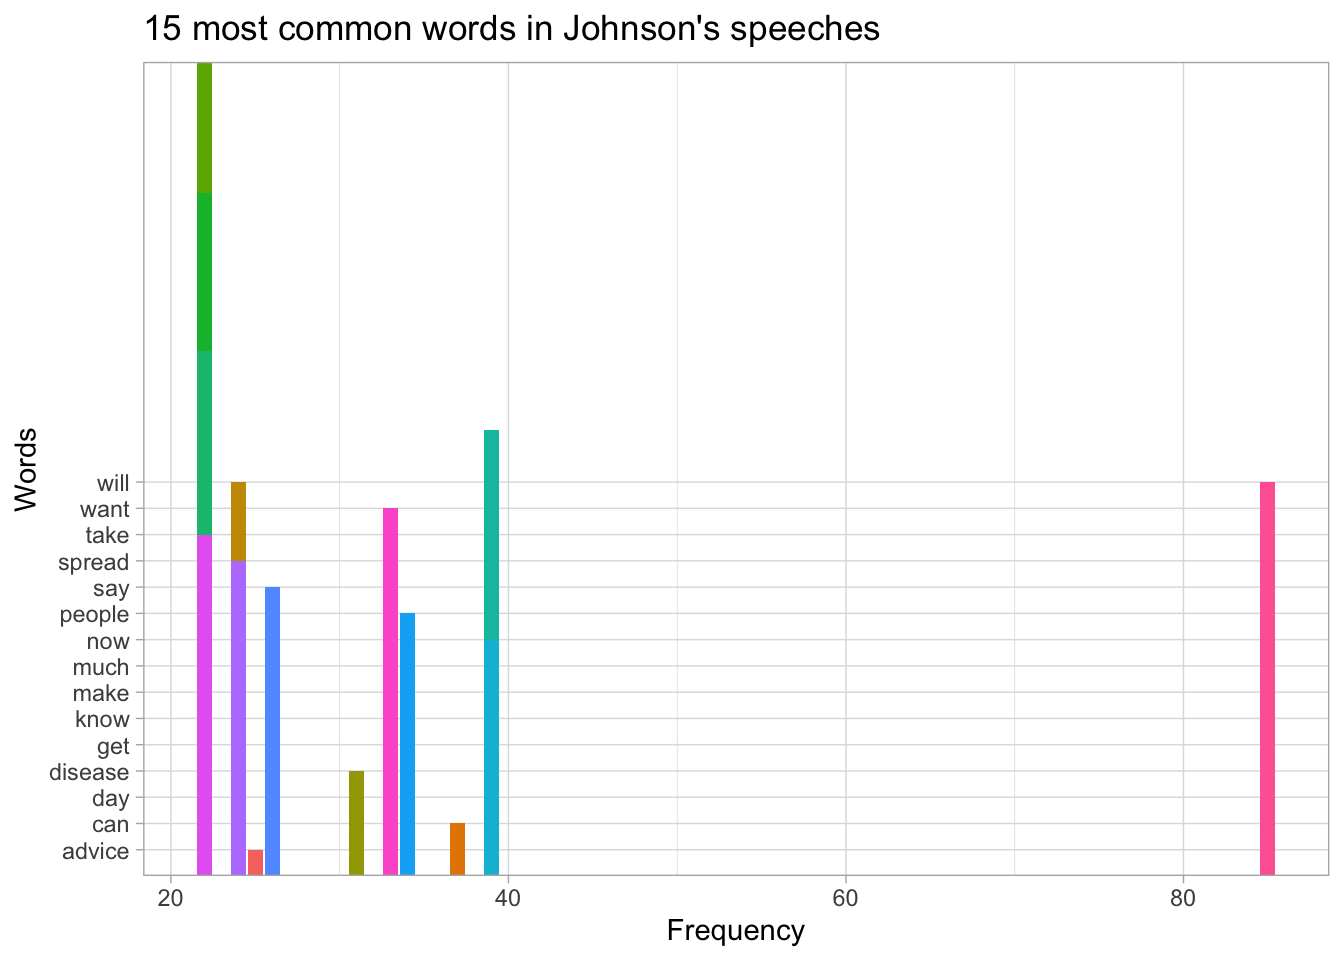 15 most common words in Johnson's speeches
Words
will
want
take
spread
say
people
now
much
make
know
get
disease
day
can
advice
20 40 60 80
Frequency